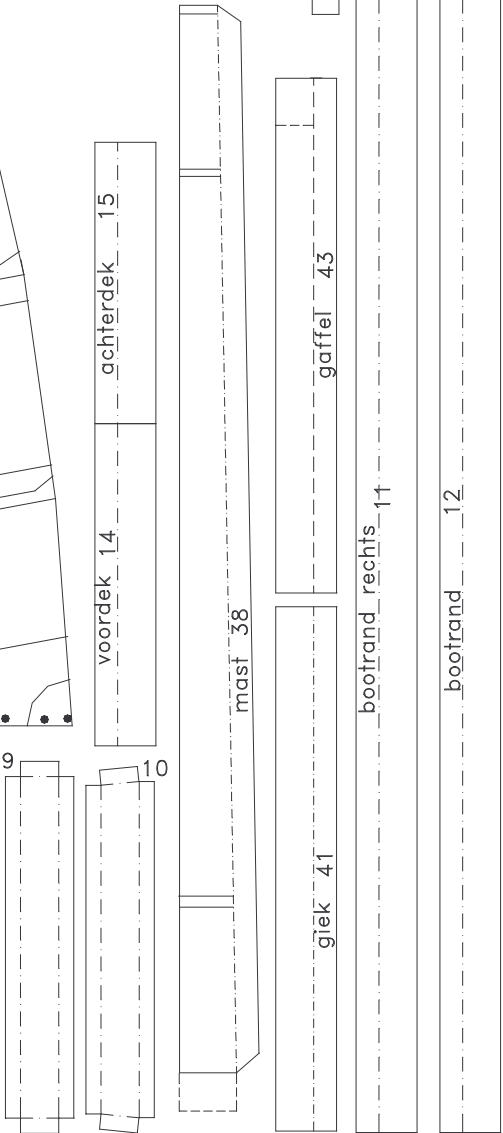 achterdek 15
voordek 14
mast 38
gaffel 43
giek 41
bootrand rechts 11
bootrand 12
9
10